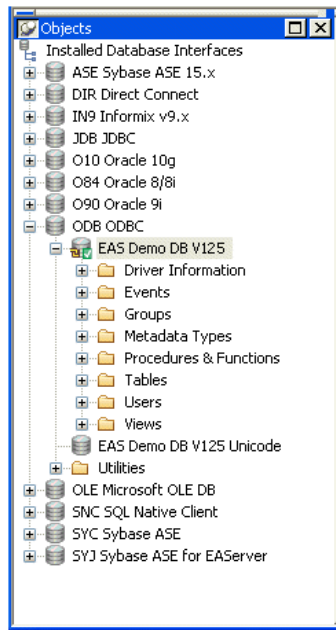 Objects
Installed Database Interfaces
ASE Sybase ASE 15.x
DIR Direct Connect
IN9 Informix v9.x
JDB JDBC
O10 Oracle 10g
O84 Oracle 8/8i
O90 Oracle 9i
ODB ODBC
EAS Demo DB V125
Driver Information
Events
Groups
Metadata Types
Procedures & Functions
Tables
Users
Views
EAS Demo DB V125 Unicode
Utilities
OLE Microsoft OLE DB
SNC SQL Native Client
SYC Sybase ASE
SYJ Sybase ASE for EAServer